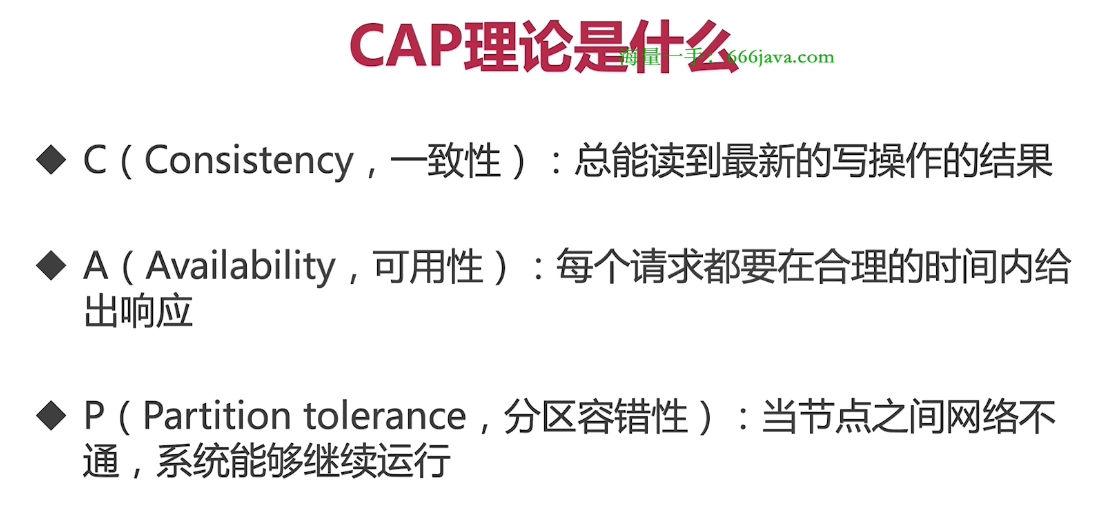 CAP理论是什么
海量一手：666java.com
◆ C（Consistency，一致性）：总能读到最新的写操作的结果
◆ A（Availability，可用性）：每个请求都要在合理的时间内给
出响应
◆ P（Partition tolerance，分区容错性）：当节点之间网络不
通，系统能够继续运行